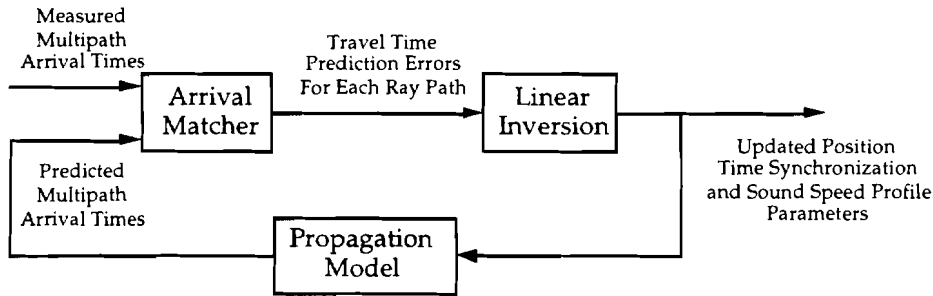 Measured
Multipath
Arrival Times
Travel Time
Prediction Errors
For Each Ray Path
Arrival
Matcher
Linear
Inversion
Predicted
Multipath
Arrival Times
Updated Position
Time Synchronization
and Sound Speed Profile
Parameters
Propagation
Model